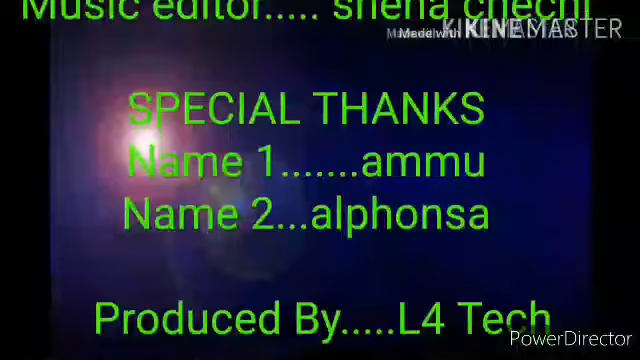 Music editor..... shena chechi
Made with KINEMASTER
SPECIAL THANKS
Name 1.......ammu
Name 2...alphonsa
Produced By.....L4 Tech
PowerDirector